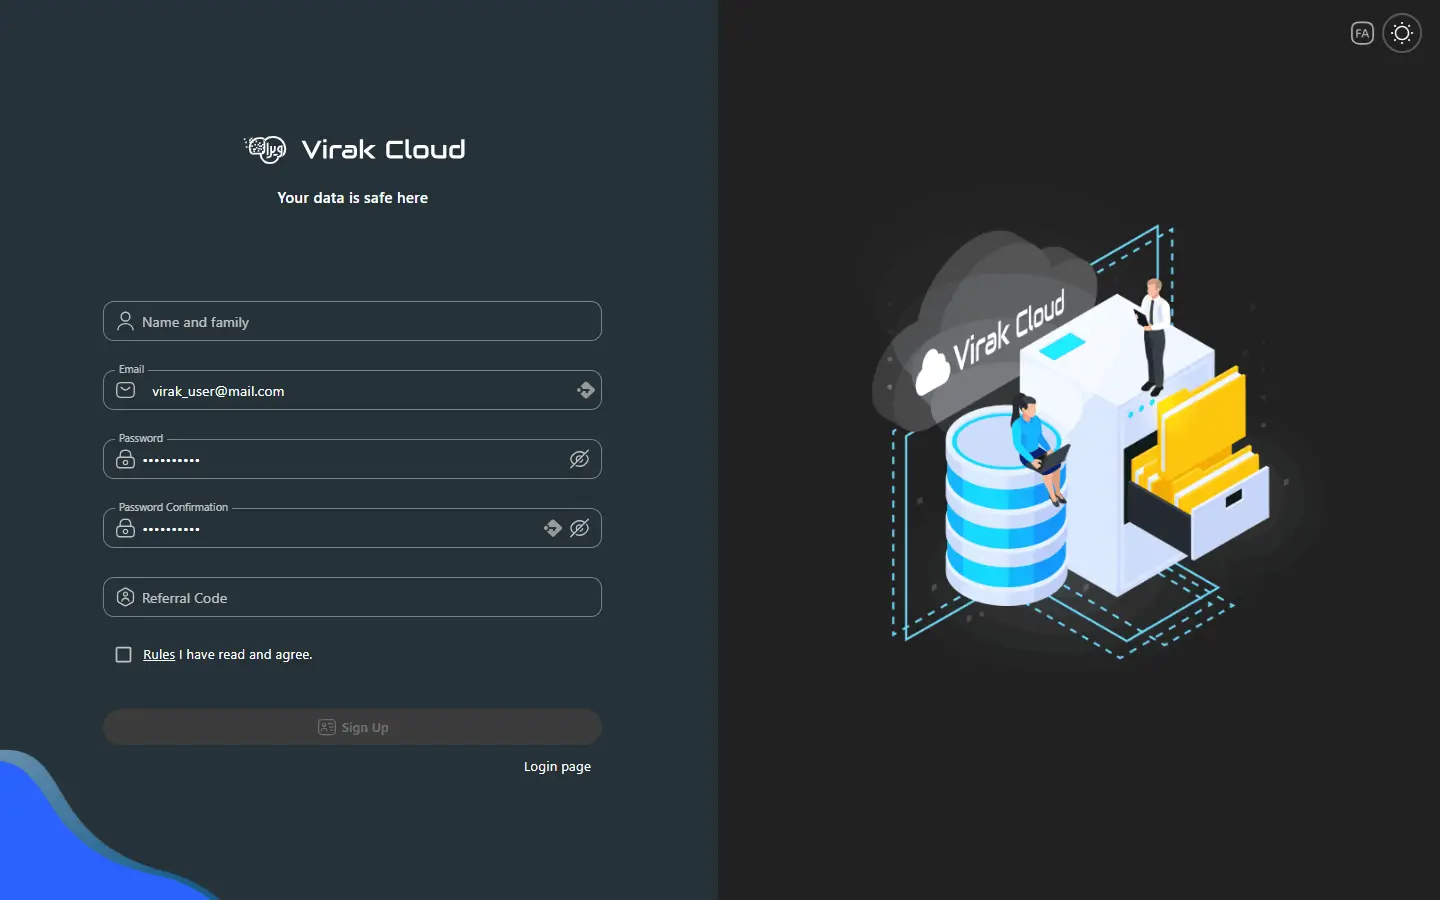 FA
ویراک
Virak Cloud
Your data is safe here
Name and family
Email
virak_user@mail.com
Password
••••••••••
Password Confirmation
••••••••••
Referral Code
Rules I have read and agree.
Sign Up
Login page
Virak Cloud